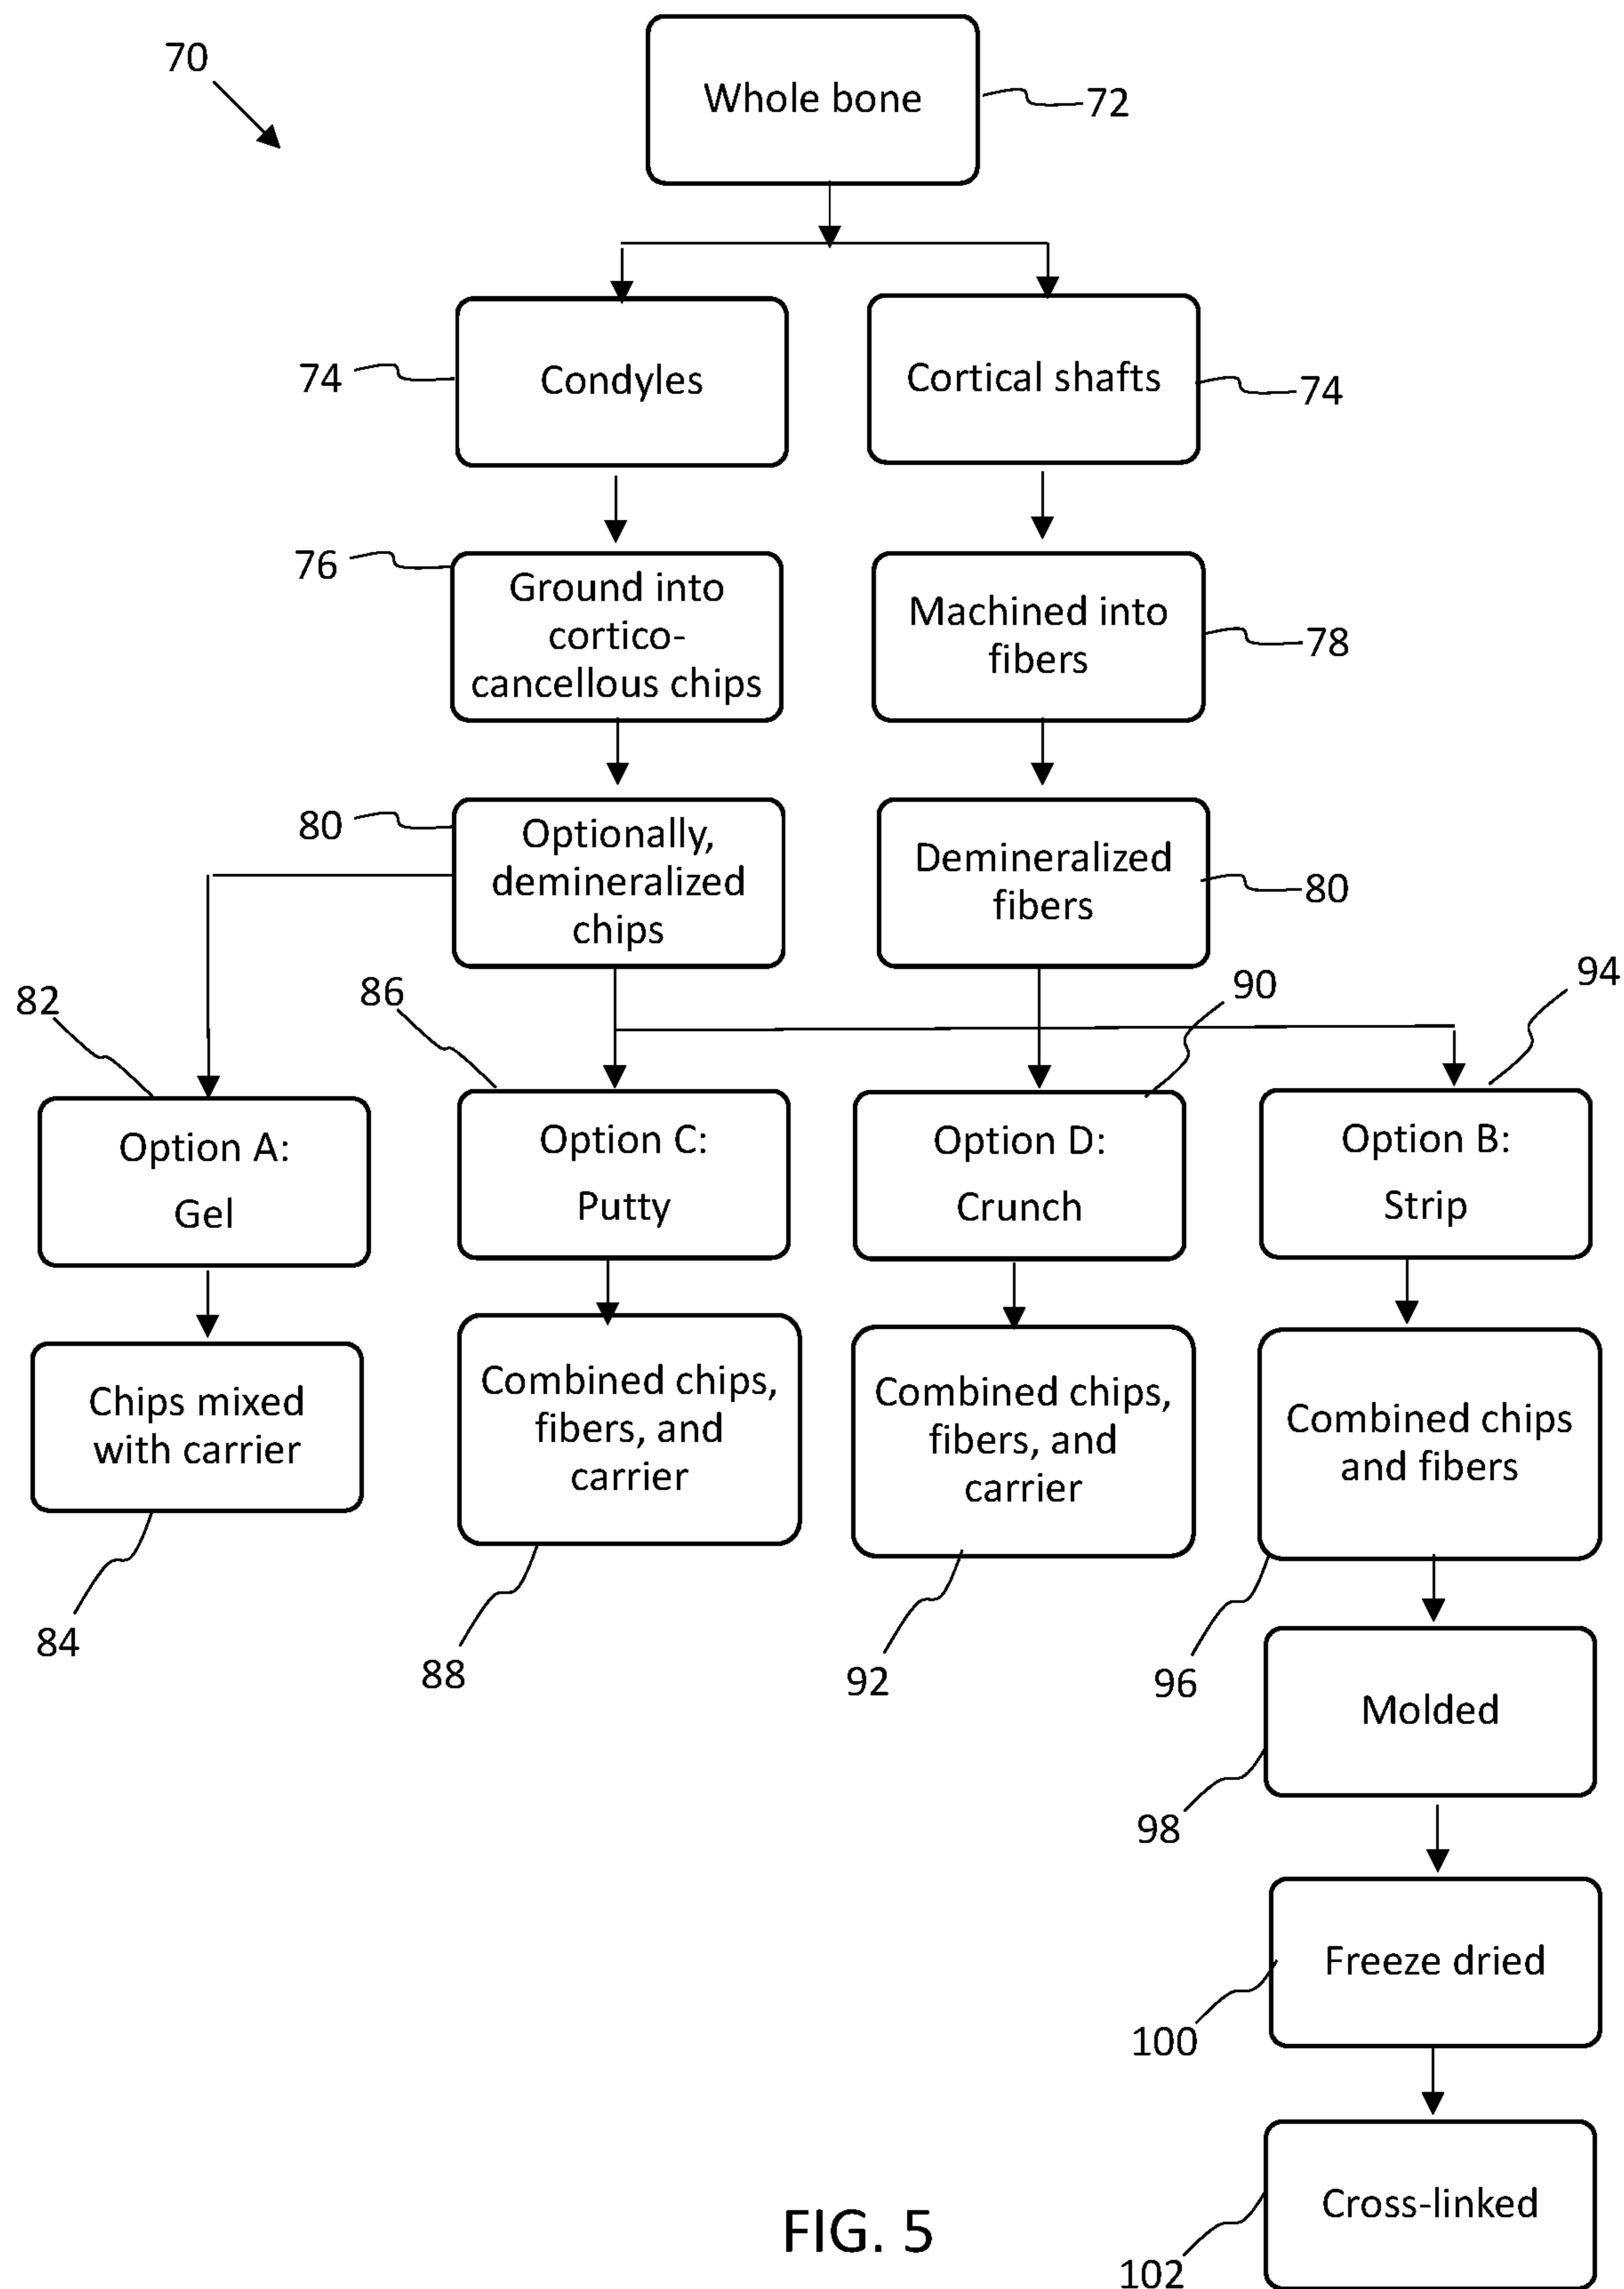 70
Whole bone
72
74
Condyles
Cortical shafts
74
76
Ground into
cortico-
cancellous chips
Machined into
fibers
78
80
Optionally,
demineralized
chips
Demineralized
fibers
80
82
86
90
94
Option A:
Gel
Option C:
Putty
Option D:
Crunch
Option B:
Strip
Chips mixed
with carrier
Combined chips,
fibers, and
carrier
Combined chips,
fibers, and
carrier
Combined chips
and fibers
84
88
92
96
Molded
98
Freeze dried
100
Cross-linked
102
FIG. 5